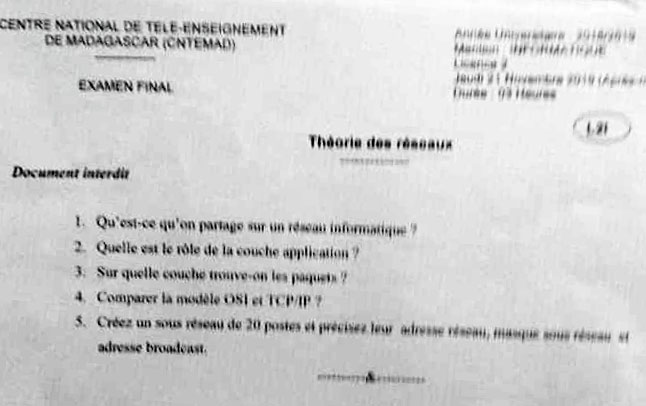 CENTRE NATIONAL DE TELE-ENSEIGNEMENT
DE MADAGASCAR (CNTEMAD)
EXAMEN FINAL
Année Universitaire : 2018/2019
Mention : INFORMATIQUE
Licence
Jeudi 21 Novembre 2019
Durée : 03 Heures
Théorie des réseaux
Document interdit
1. Qu'est-ce qu'on partage sur un réseau informatique ?
2. Quelle est le rôle de la couche application ?
3. Sur quelle couche trouve-on les paquets ?
4. Comparer la modèle OSI et TCP/IP ?
5. Créez un sous réseau de 20 postes et précisez leur adresse réseau, masque sous réseau et
adresse broadcast.
&